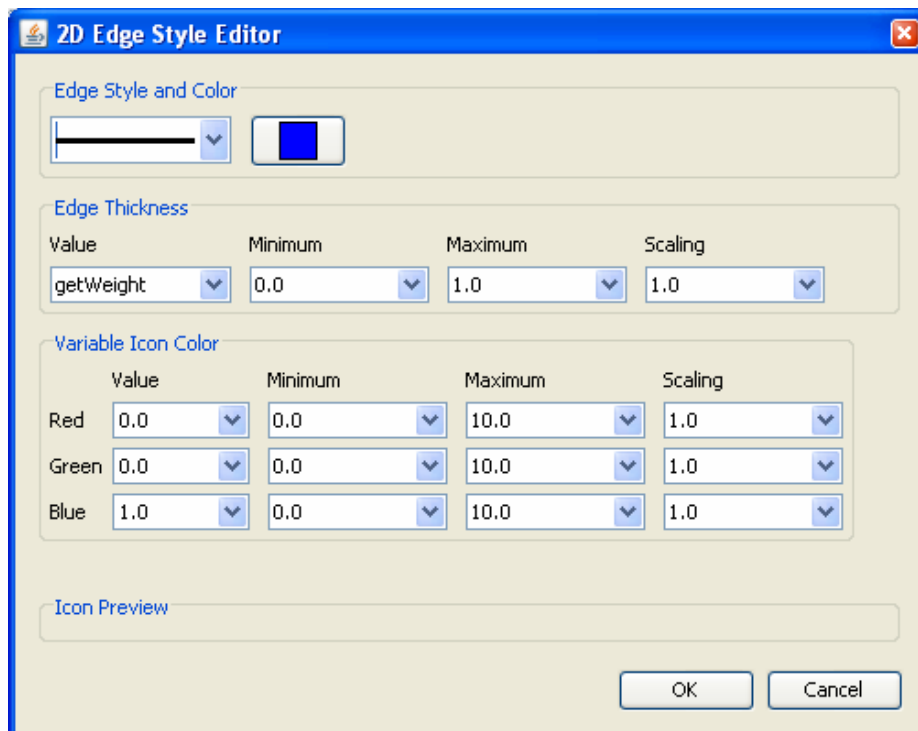 2D Edge Style Editor
Edge Style and Color
Edge Thickness
Value Minimum Maximum Scaling
getWeight 0.0 1.0 1.0
Variable Icon Color
Value Minimum Maximum Scaling
Red 0.0 0.0 10.0 1.0
Green 0.0 0.0 10.0 1.0
Blue 1.0 0.0 10.0 1.0
Icon Preview
OK Cancel